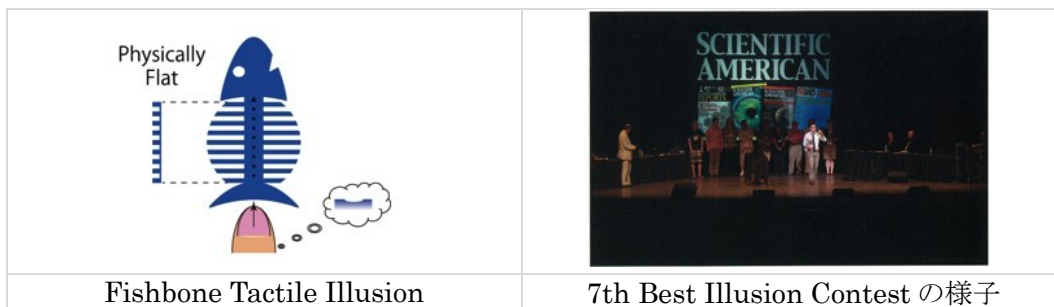 Physically
Flat
SCIENTIFIC
AMERICAN
Fishbone Tactile Illusion
7th Best Illusion Contest の様子